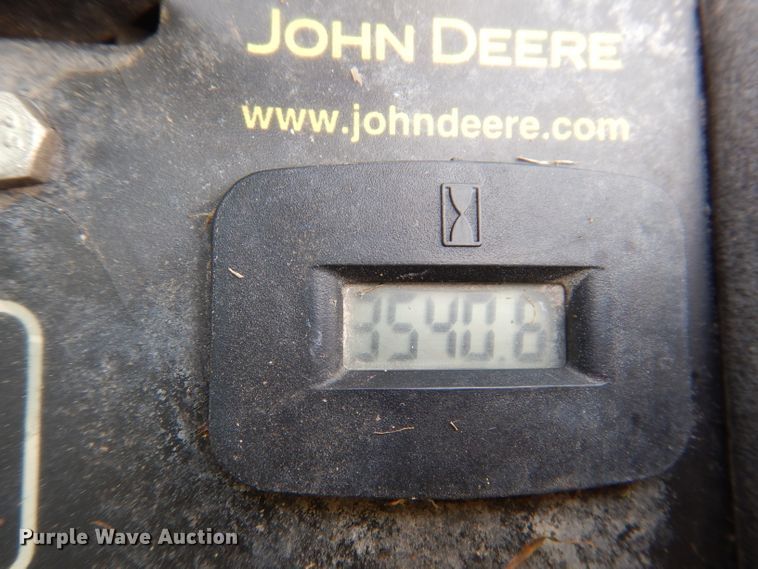 JOHN DEERE
www.johndeere.com
3540.8
Purple Wave Auction